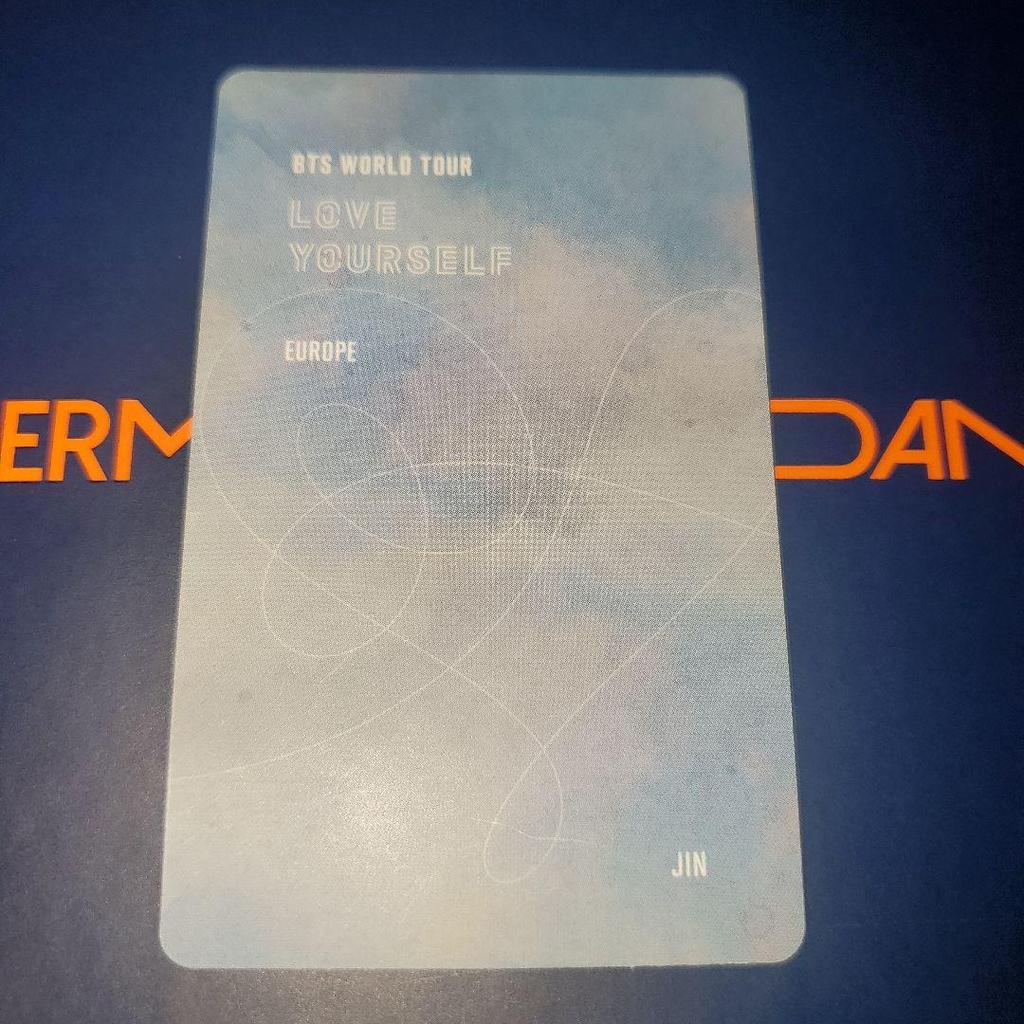 BTS WORLD TOUR
LOVE
YOURSELF
EUROPE
ERM DAN
JIN